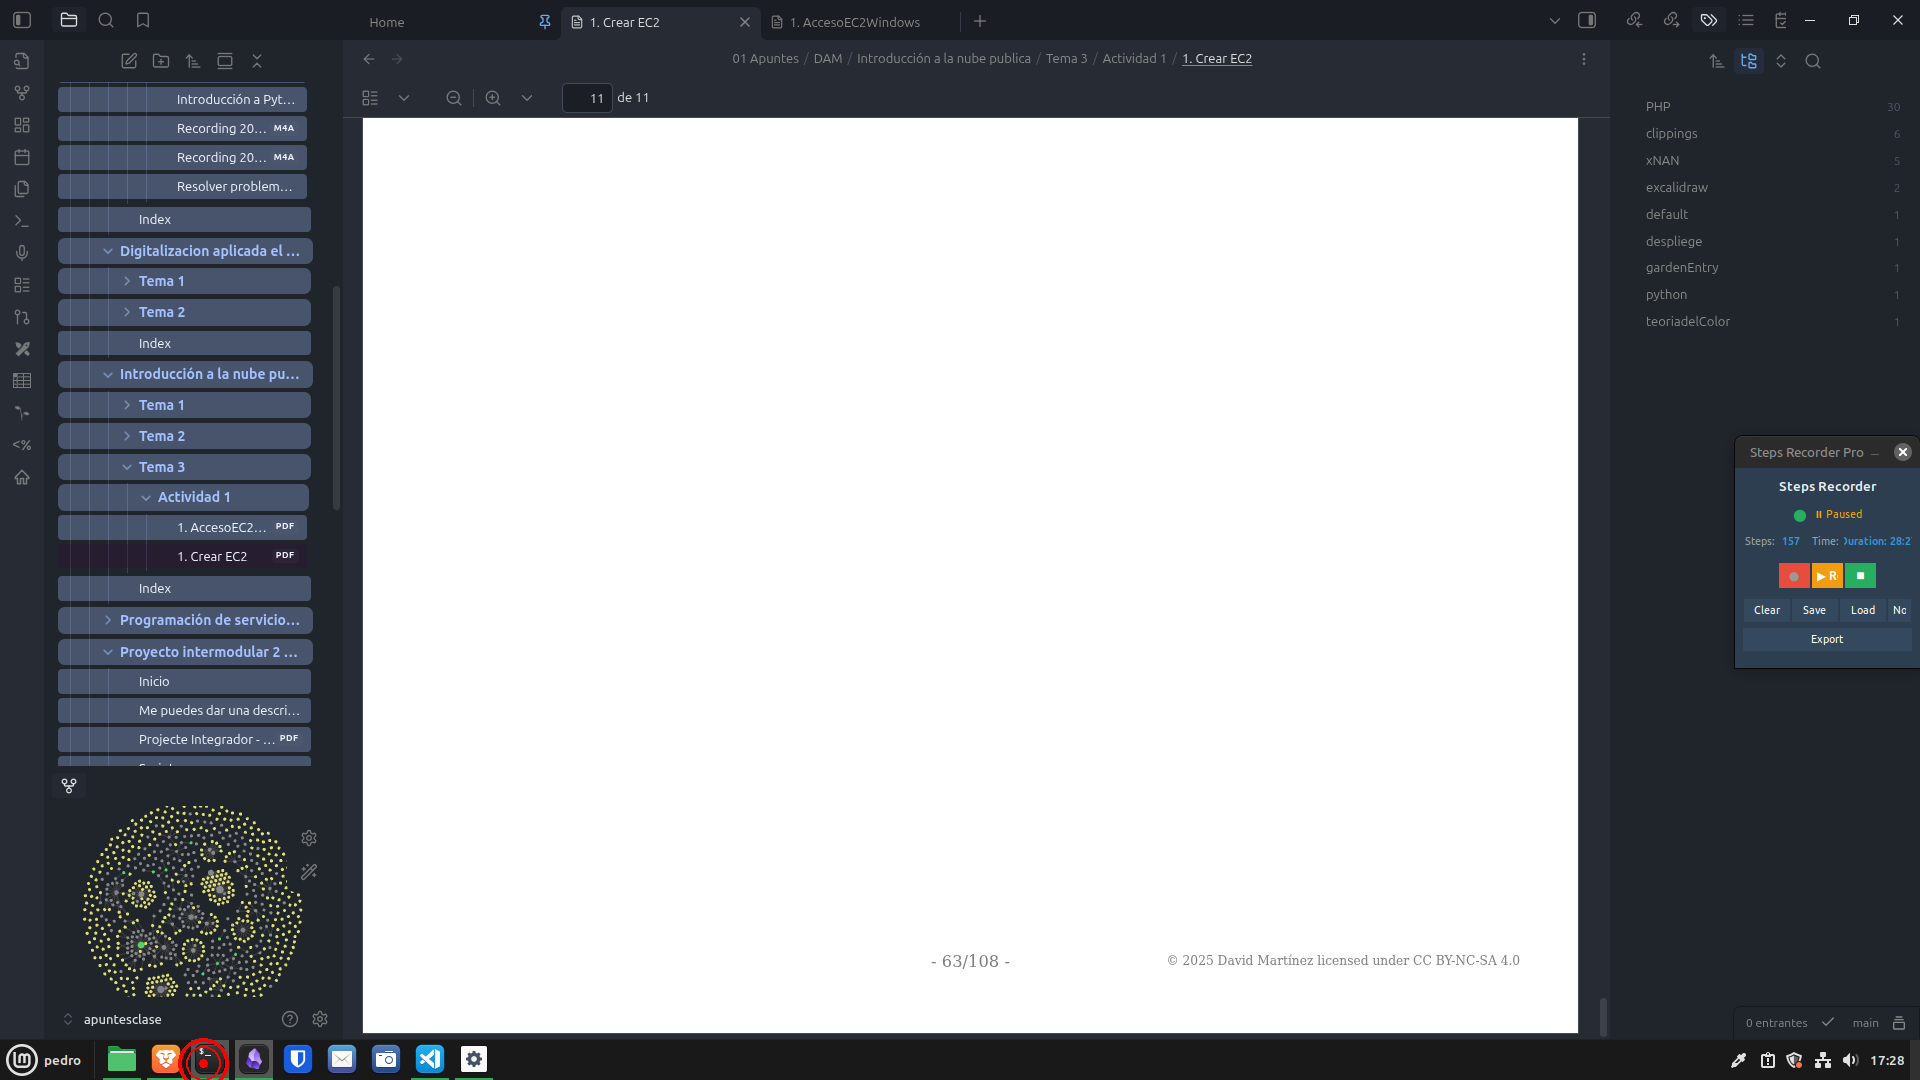 Home
1. Crear EC2
1. AccesoEC2Windows
01 Apuntes / DAM / Introducción a la nube publica / Tema 3 / Actividad 1 / 1. Crear EC2
11 de 11
Introducción a Pyt...
Recording 20... M4A
Recording 20... M4A
Resolver problem...
Index
Digitalizacion aplicada el ...
Tema 1
Tema 2
Index
Introducción a la nube pu...
Tema 1
Tema 2
Tema 3
Actividad 1
1. AccesoEC2... PDF
1. Crear EC2 PDF
Index
Programación de servicio...
Proyecto intermodular 2 ...
Inicio
Me puedes dar una descri...
Projecte Integrador - ... PDF
apuntesclase
- 63/108 -
© 2025 David Martínez licensed under CC BY-NC-SA 4.0
PHP 30
clippings 6
xNAN 5
excalidraw 2
default 1
despliege 1
gardenEntry 1
python 1
teoriadelColor 1
Steps Recorder Pro
Steps Recorder
Paused
Steps: 157 Time: Duration: 28:2
R
Clear Save Load No
Export
0 entrantes main
pedro
17:28